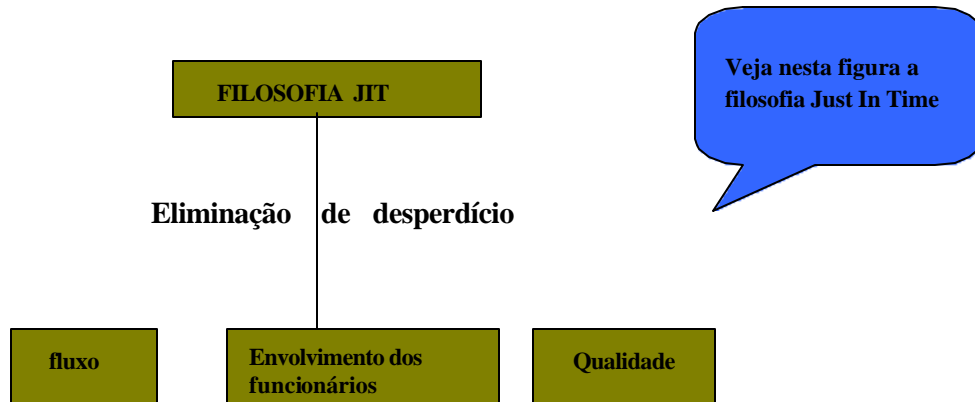 FILOSOFIA JIT
Veja nesta figura a
filosofia Just In Time
Eliminação de desperdício
fluxo
Envolvimento dos
funcionários
Qualidade